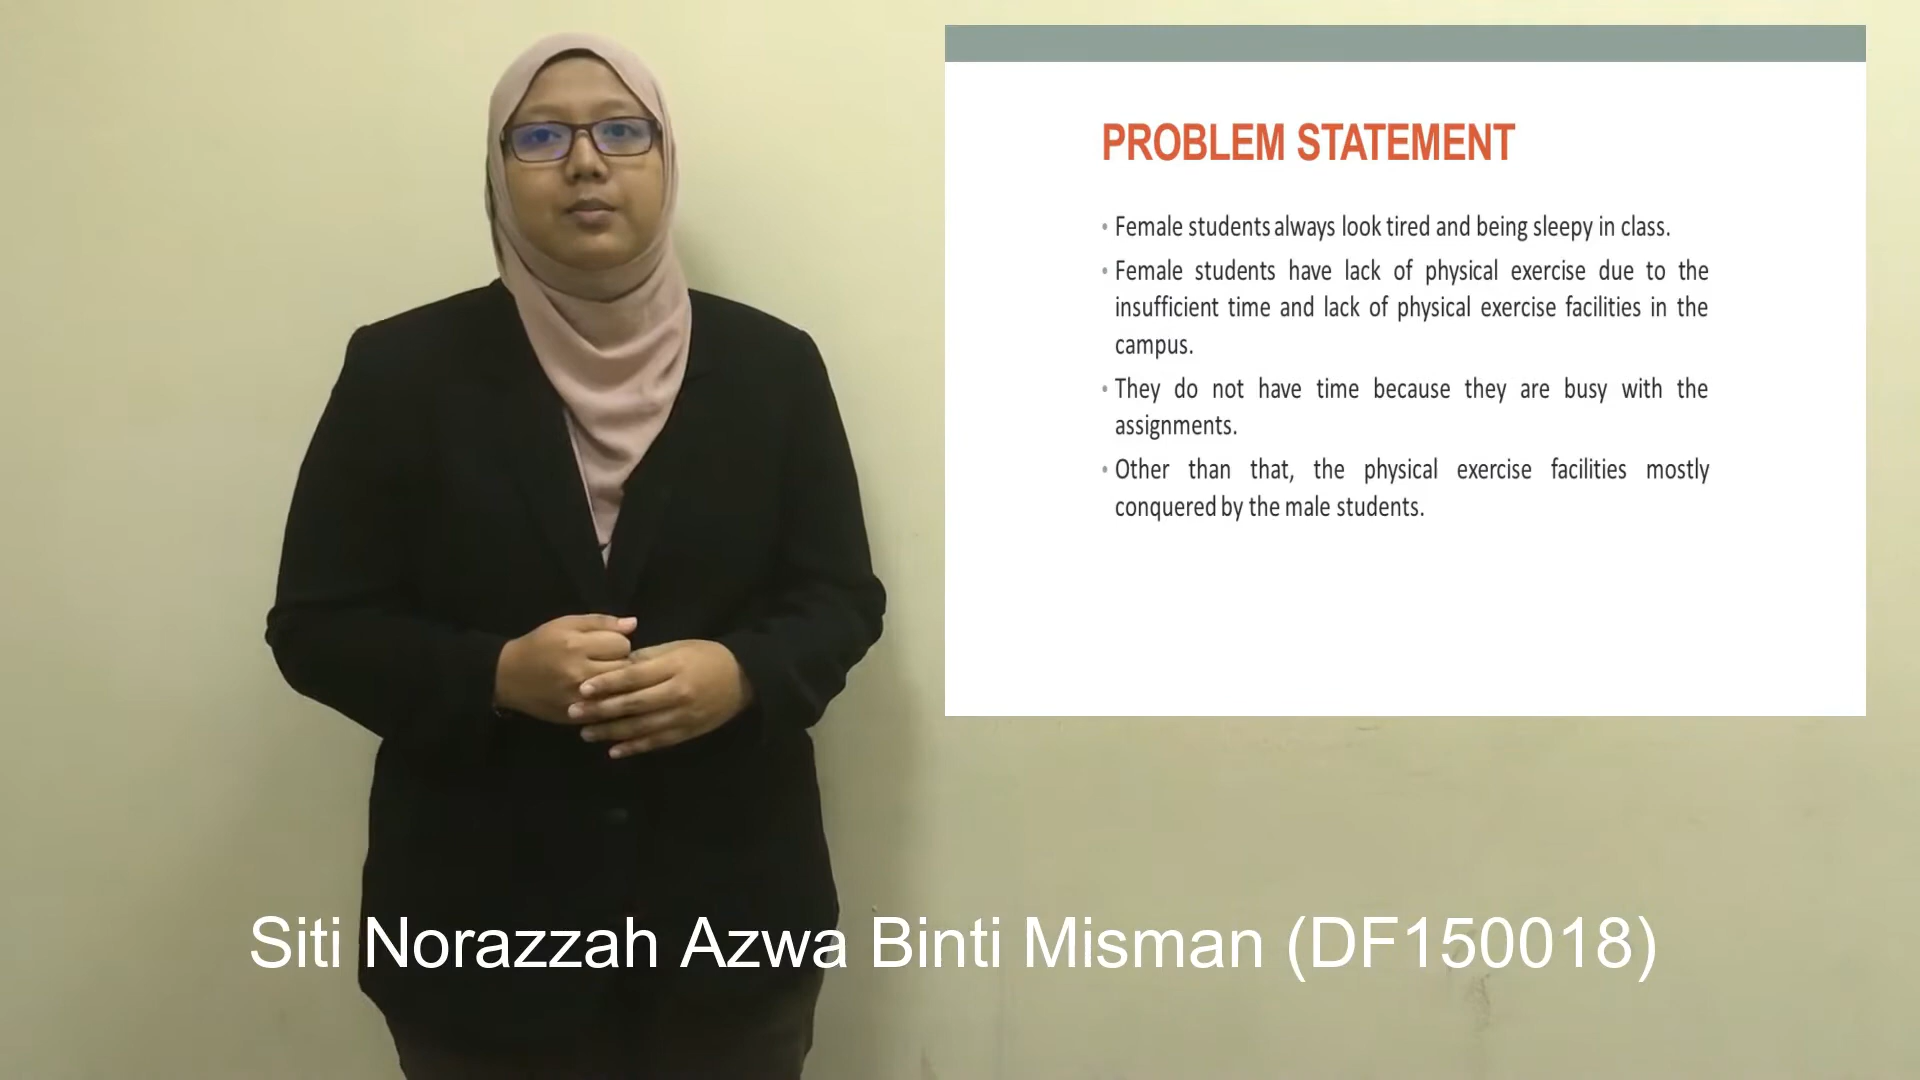 PROBLEM STATEMENT
• Female students always look tired and being sleepy in class.
• Female students have lack of physical exercise due to the
insufficient time and lack of physical exercise facilities in the
campus.
• They do not have time because they are busy with the
assignments.
• Other than that, the physical exercise facilities mostly
conquered by the male students.
Siti Norazzah Azwa Binti Misman (DF150018)